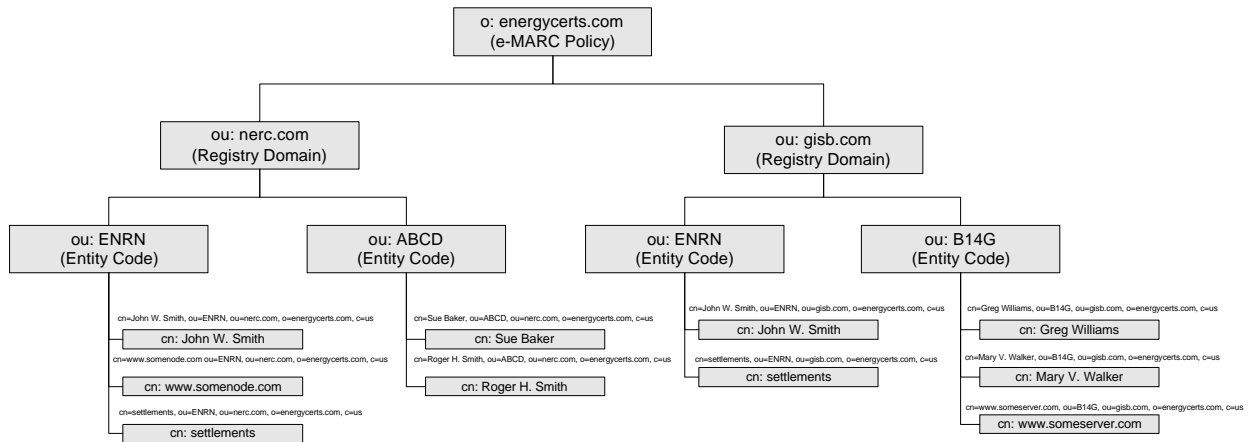 o: energycerts.com
(e-MARC Policy)
ou: nerc.com
(Registry Domain)
ou: gisb.com
(Registry Domain)
ou: ENRN
(Entity Code)
ou: ABCD
(Entity Code)
ou: ENRN
(Entity Code)
ou: B14G
(Entity Code)
cn=John W. Smith, ou=ENRN, ou=nerc.com, o=energycerts.com, c=us
cn: John W. Smith
cn=www.somenode.com ou=ENRN, ou=nerc.com, o=energycerts.com, c=us
cn: www.somenode.com
cn=settlements, ou=ENRN, ou=nerc.com, o=energycerts.com, c=us
cn: settlements
cn=Sue Baker, ou=ABCD, ou=nerc.com, o=energycerts.com, c=us
cn: Sue Baker
cn=Roger H. Smith, ou=ABCD, ou=nerc.com, o=energycerts.com, c=us
cn: Roger H. Smith
cn=John W. Smith, ou=ENRN, ou=gisb.com, o=energycerts.com, c=us
cn: John W. Smith
cn=settlements, ou=ENRN, ou=gisb.com, o=energycerts.com, c=us
cn: settlements
cn=Greg Williams, ou=B14G, ou=gisb.com, o=energycerts.com, c=us
cn: Greg Williams
cn=Mary V. Walker, ou=B14G, ou=gisb.com, o=energycerts.com, c=us
cn: Mary V. Walker
cn=www.someserver.com, ou=B14G, ou=gisb.com, o=energycerts.com, c=us
cn: www.someserver.com